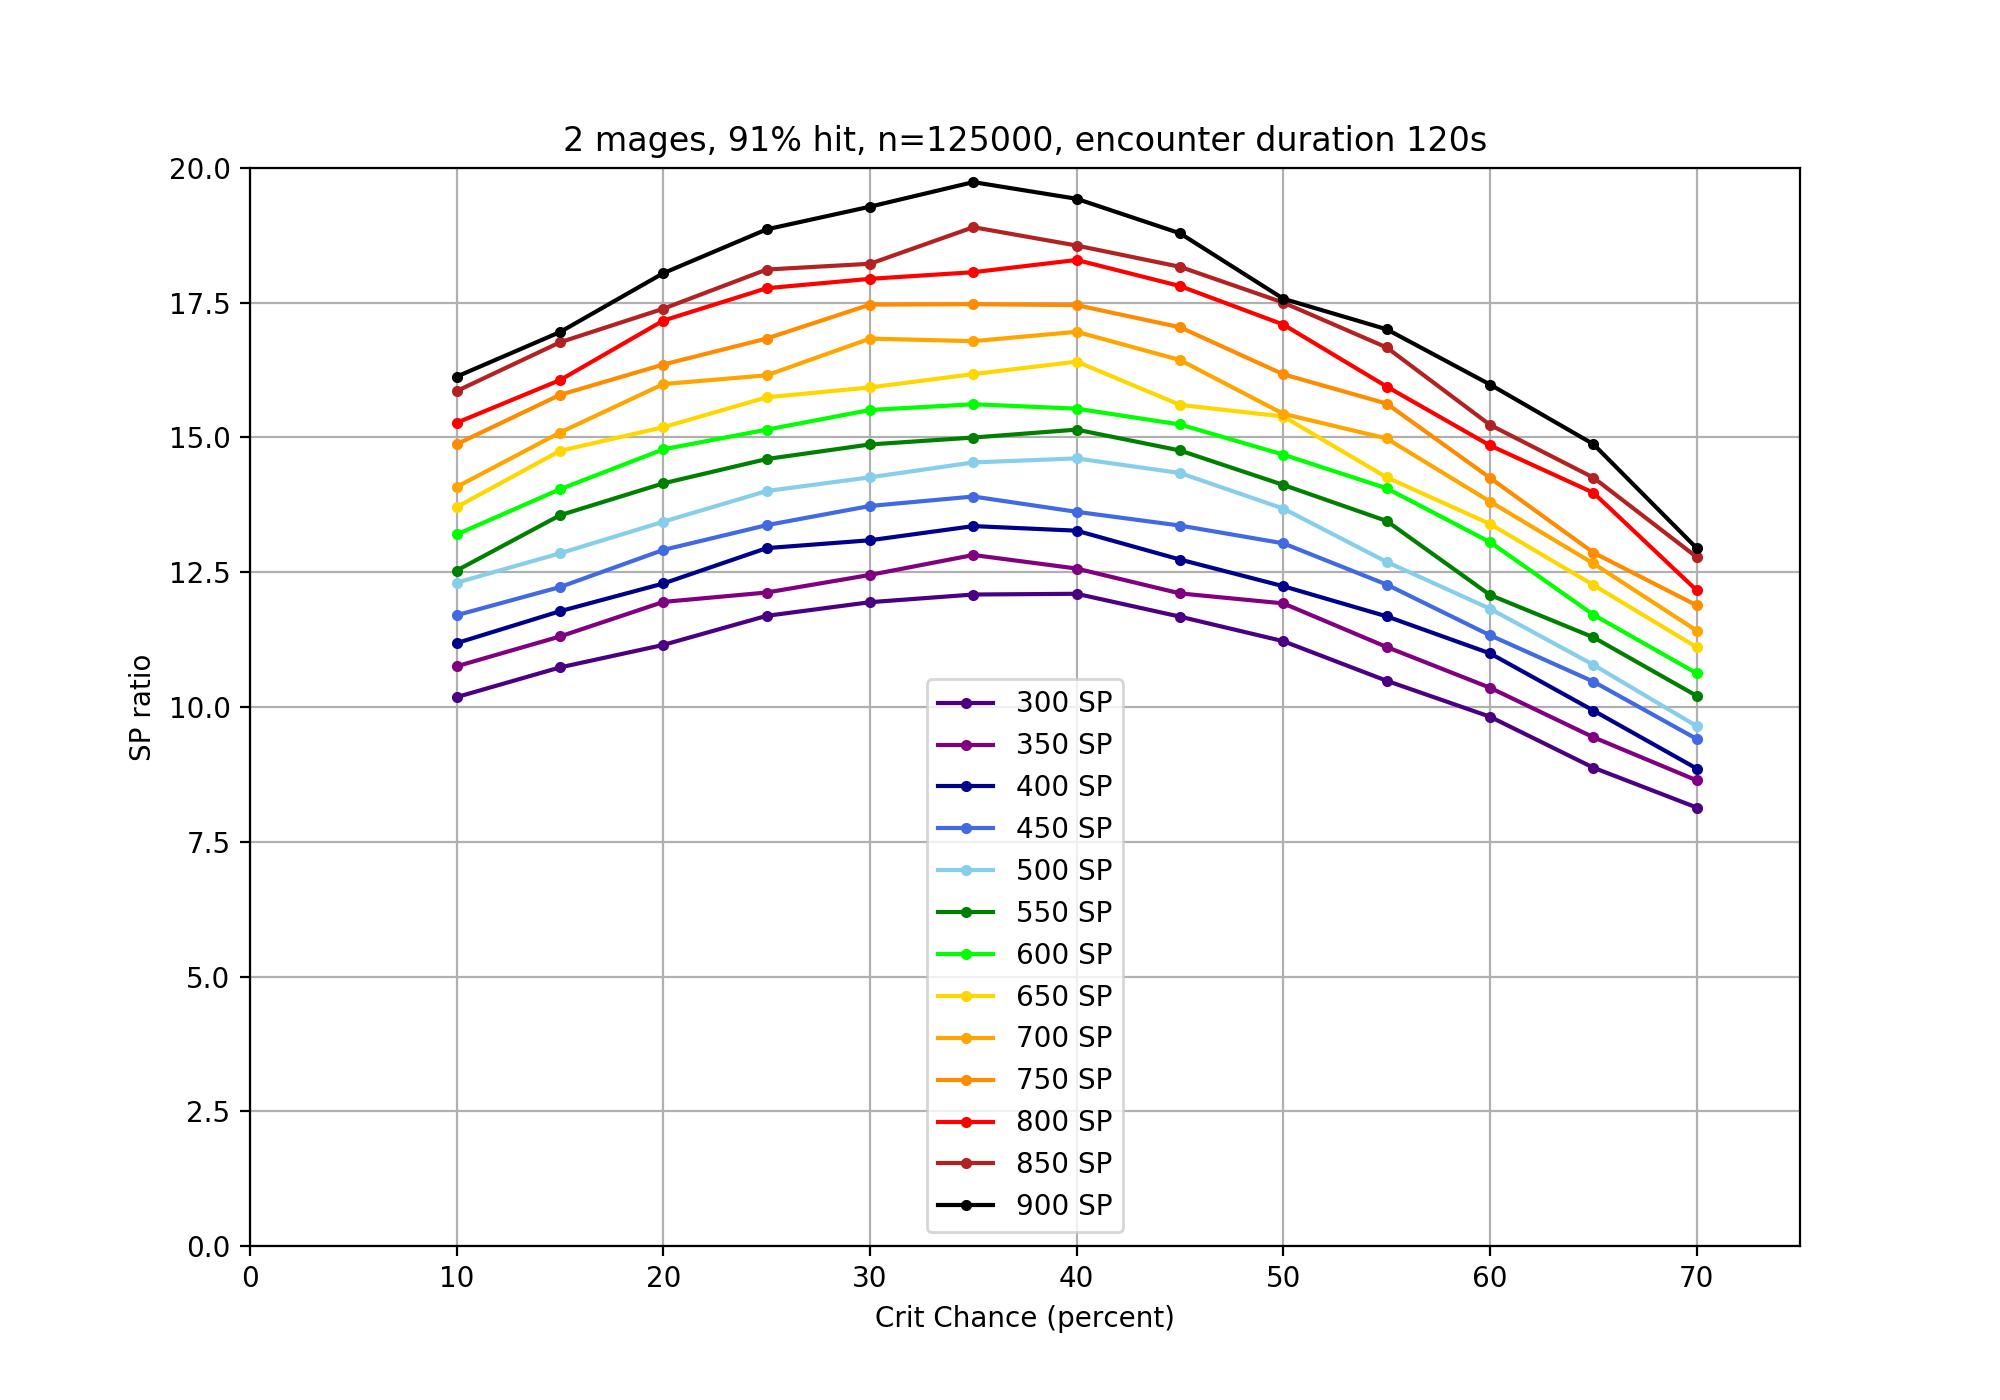 2 mages, 91% hit, n=125000, encounter duration 120s
20.0
17.5
15.0
12.5
10.0
7.5
5.0
2.5
0.0
SP ratio
300 SP
350 SP
400 SP
450 SP
500 SP
550 SP
600 SP
650 SP
700 SP
750 SP
800 SP
850 SP
900 SP
0 10 20 30 40 50 60 70
Crit Chance (percent)